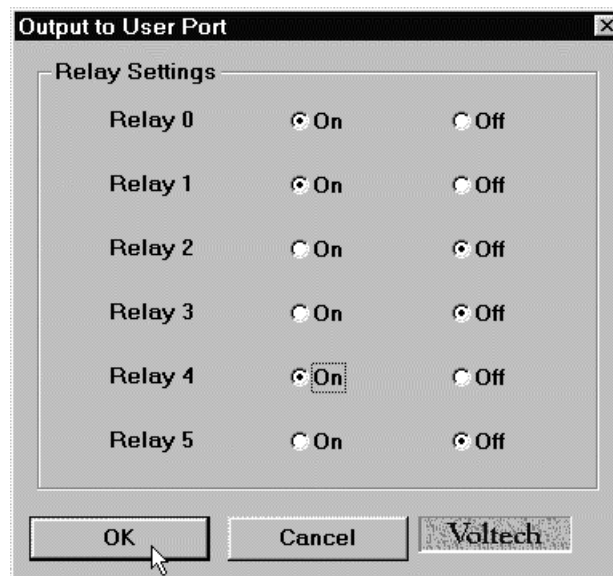 Output to User Port
Relay Settings
Relay 0 On Off
Relay 1 On Off
Relay 2 On Off
Relay 3 On Off
Relay 4 On Off
Relay 5 On Off
OK Cancel Voltech